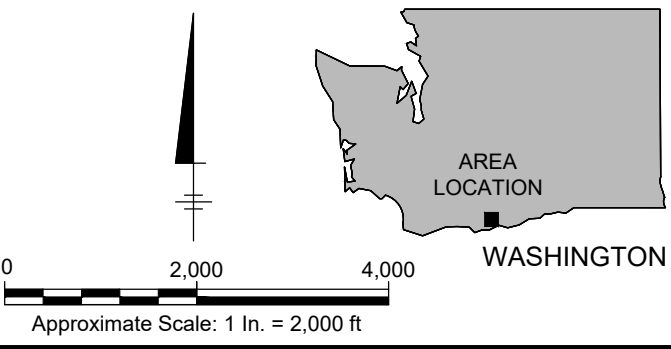 AREA
LOCATION
WASHINGTON
0 2,000 4,000
Approximate Scale: 1 In. = 2,000 ft